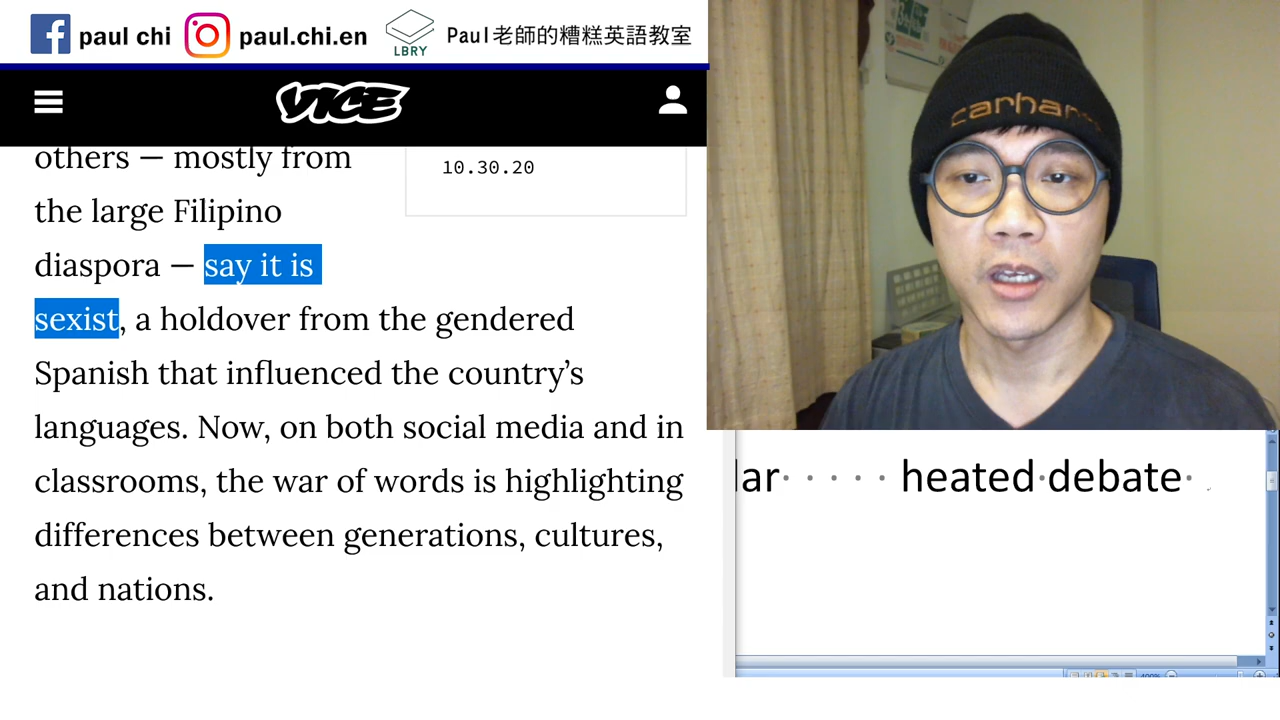 paul chi paul.chi.en LBRY Paul老師的糟糕英語教室
VICE
others — mostly from
the large Filipino
diaspora — say it is
sexist, a holdover from the gendered
Spanish that influenced the country’s
languages. Now, on both social media and in
classrooms, the war of words is highlighting
differences between generations, cultures,
and nations.
10.30.20
carhar
lar heated debate
400%